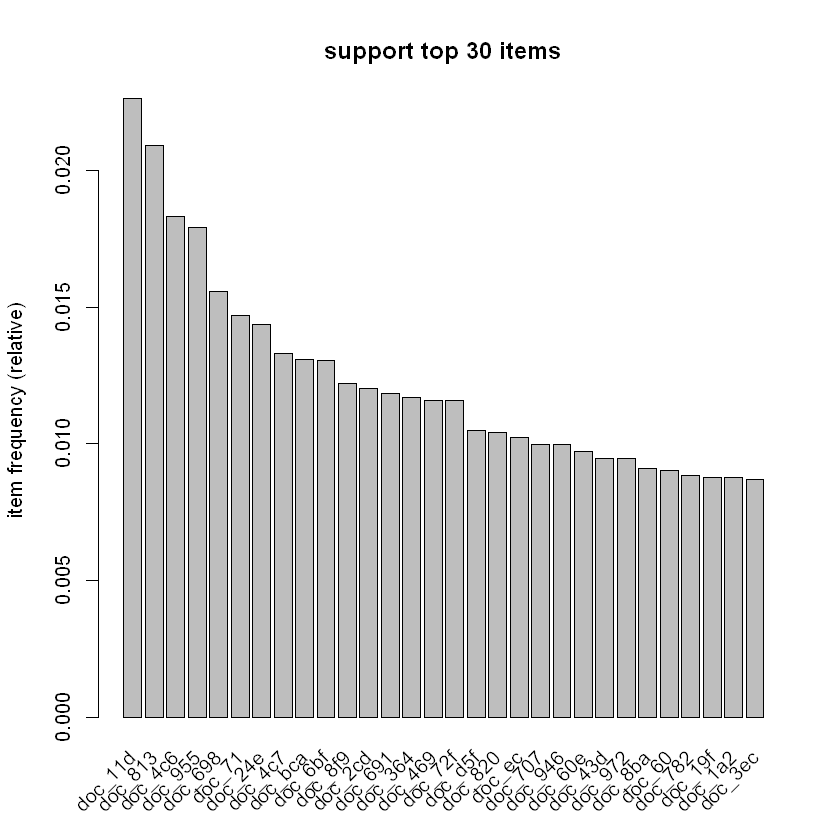 support top 30 items
item frequency (relative)
0.020
0.015
0.010
0.005
0.000
doc_11d
doc_813
doc_4c6
doc_955
doc_698
doc_71
doc_24e
doc_4c7
doc_bca
doc_6bf
doc_8f9
doc_2cd
doc_691
doc_364
doc_469
doc_72f
doc_d5f
doc_820
doc_ec
doc_707
doc_946
doc_60e
doc_43d
doc_972
doc_8ba
doc_60
doc_782
doc_19f
doc_1a2
doc_3ec